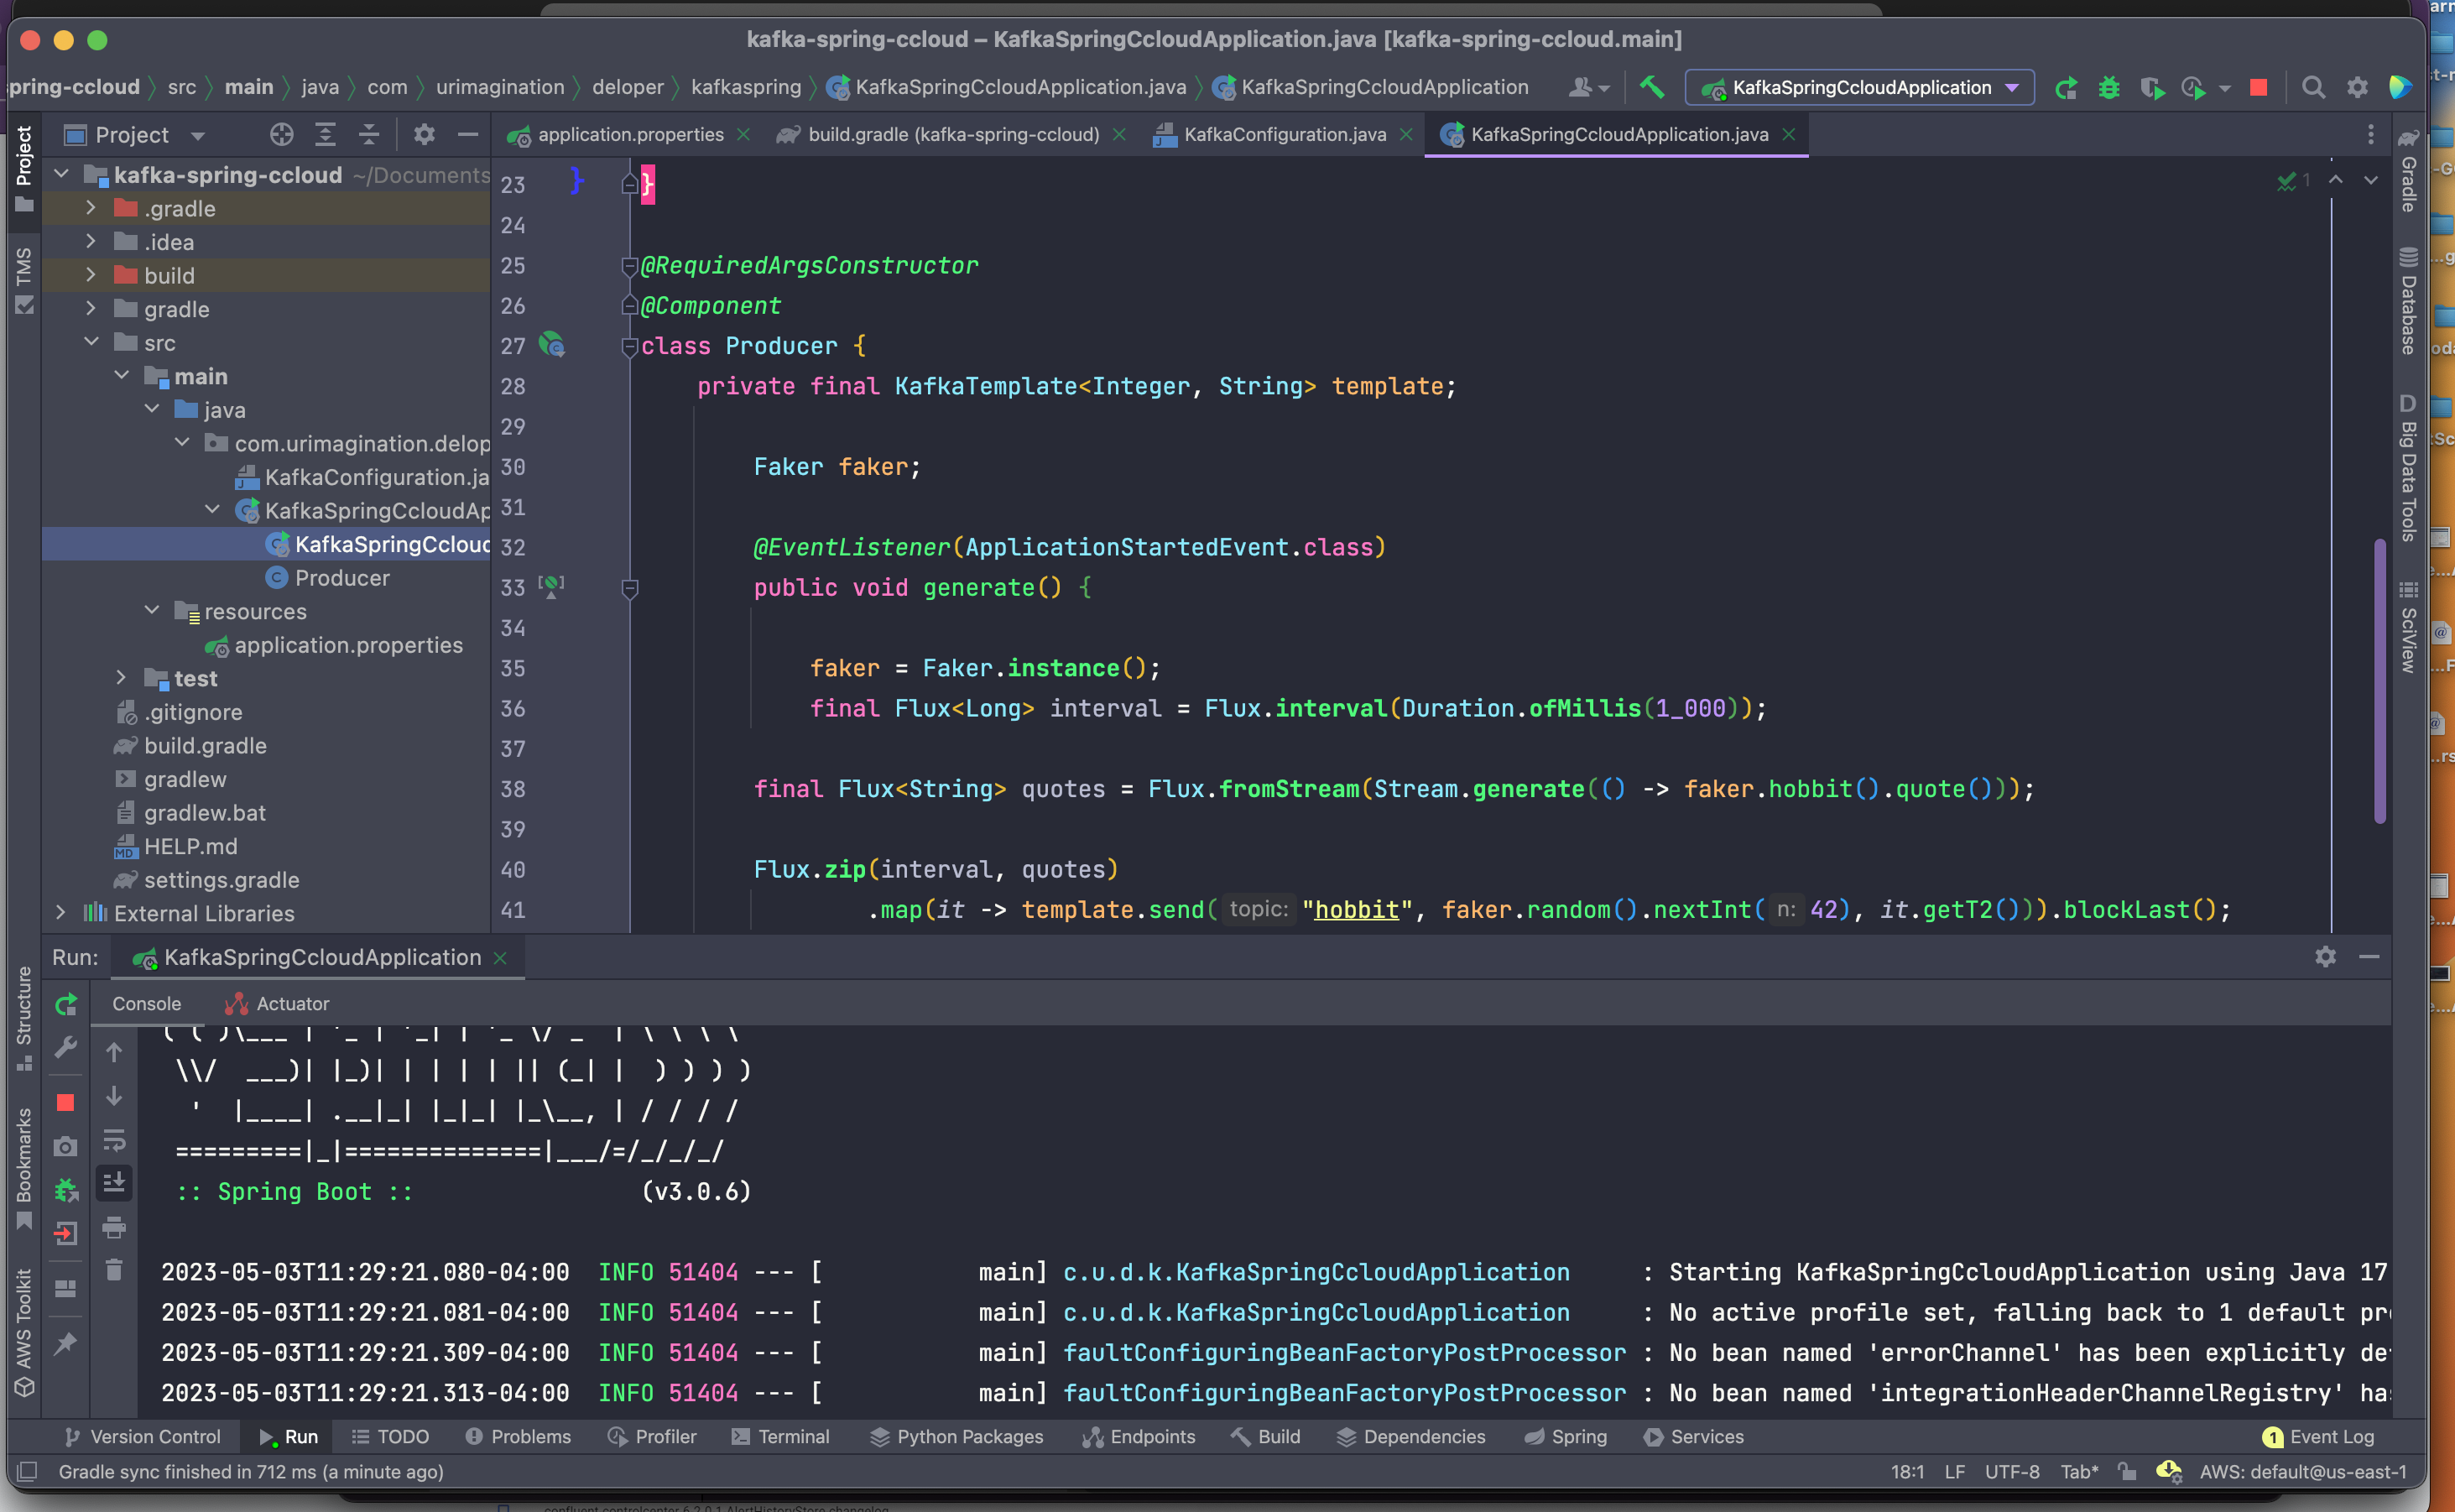 kafka-spring-ccloud – KafkaSpringCcloudApplication.java [kafka-spring-ccloud.main]
pring-ccloud src main java com urimagination deloper kafkaspring KafkaSpringCcloudApplication.java KafkaSpringCcloudApplication KafkaSpringCcloudApplication
Project
application.properties build.gradle (kafka-spring-ccloud) KafkaConfiguration.java KafkaSpringCcloudApplication.java
Project
TMS
Structure
Bookmarks
AWS Toolkit
kafka-spring-ccloud ~/Documents
.gradle
.idea
build
gradle
src
main
java
com.urimagination.delop
KafkaConfiguration.ja
KafkaSpringCcloudAp
KafkaSpringCcloud
Producer
resources
application.properties
test
.gitignore
build.gradle
gradlew
gradlew.bat
HELP.md
settings.gradle
External Libraries
23 } }
24
25 @RequiredArgsConstructor
26 @Component
27 class Producer {
28 private final KafkaTemplate<Integer, String> template;
29
30 Faker faker;
31
32 @EventListener(ApplicationStartedEvent.class)
33 public void generate() {
34
35 faker = Faker.instance();
36 final Flux<Long> interval = Flux.interval(Duration.ofMillis(1_000));
37
38 final Flux<String> quotes = Flux.fromStream(Stream.generate(() -> faker.hobbit().quote()));
39
40 Flux.zip(interval, quotes)
41 .map(it -> template.send( topic: "hobbit", faker.random().nextInt( n: 42), it.getT2())).blockLast();
1
Gradle
Database
D Big Data Tools
SciView
Run: KafkaSpringCcloudApplication
Console Actuator
\\/  ___)| |_)| | | | | || (_| |  ) ) ) )
'  |____| .__|_| |_|_| |_\__, | / / / /
=========|_|==============|___/=/_/_/_/
:: Spring Boot :: (v3.0.6)
2023-05-03T11:29:21.080-04:00 INFO 51404 --- [ main] c.u.d.k.KafkaSpringCcloudApplication : Starting KafkaSpringCcloudApplication using Java 17
2023-05-03T11:29:21.081-04:00 INFO 51404 --- [ main] c.u.d.k.KafkaSpringCcloudApplication : No active profile set, falling back to 1 default pr
2023-05-03T11:29:21.309-04:00 INFO 51404 --- [ main] faultConfiguringBeanFactoryPostProcessor : No bean named 'errorChannel' has been explicitly de
2023-05-03T11:29:21.313-04:00 INFO 51404 --- [ main] faultConfiguringBeanFactoryPostProcessor : No bean named 'integrationHeaderChannelRegistry' has
Version Control Run TODO Problems Profiler Terminal Python Packages Endpoints Build Dependencies Spring Services 1 Event Log
Gradle sync finished in 712 ms (a minute ago) 18:1 LF UTF-8 Tab* AWS: default@us-east-1